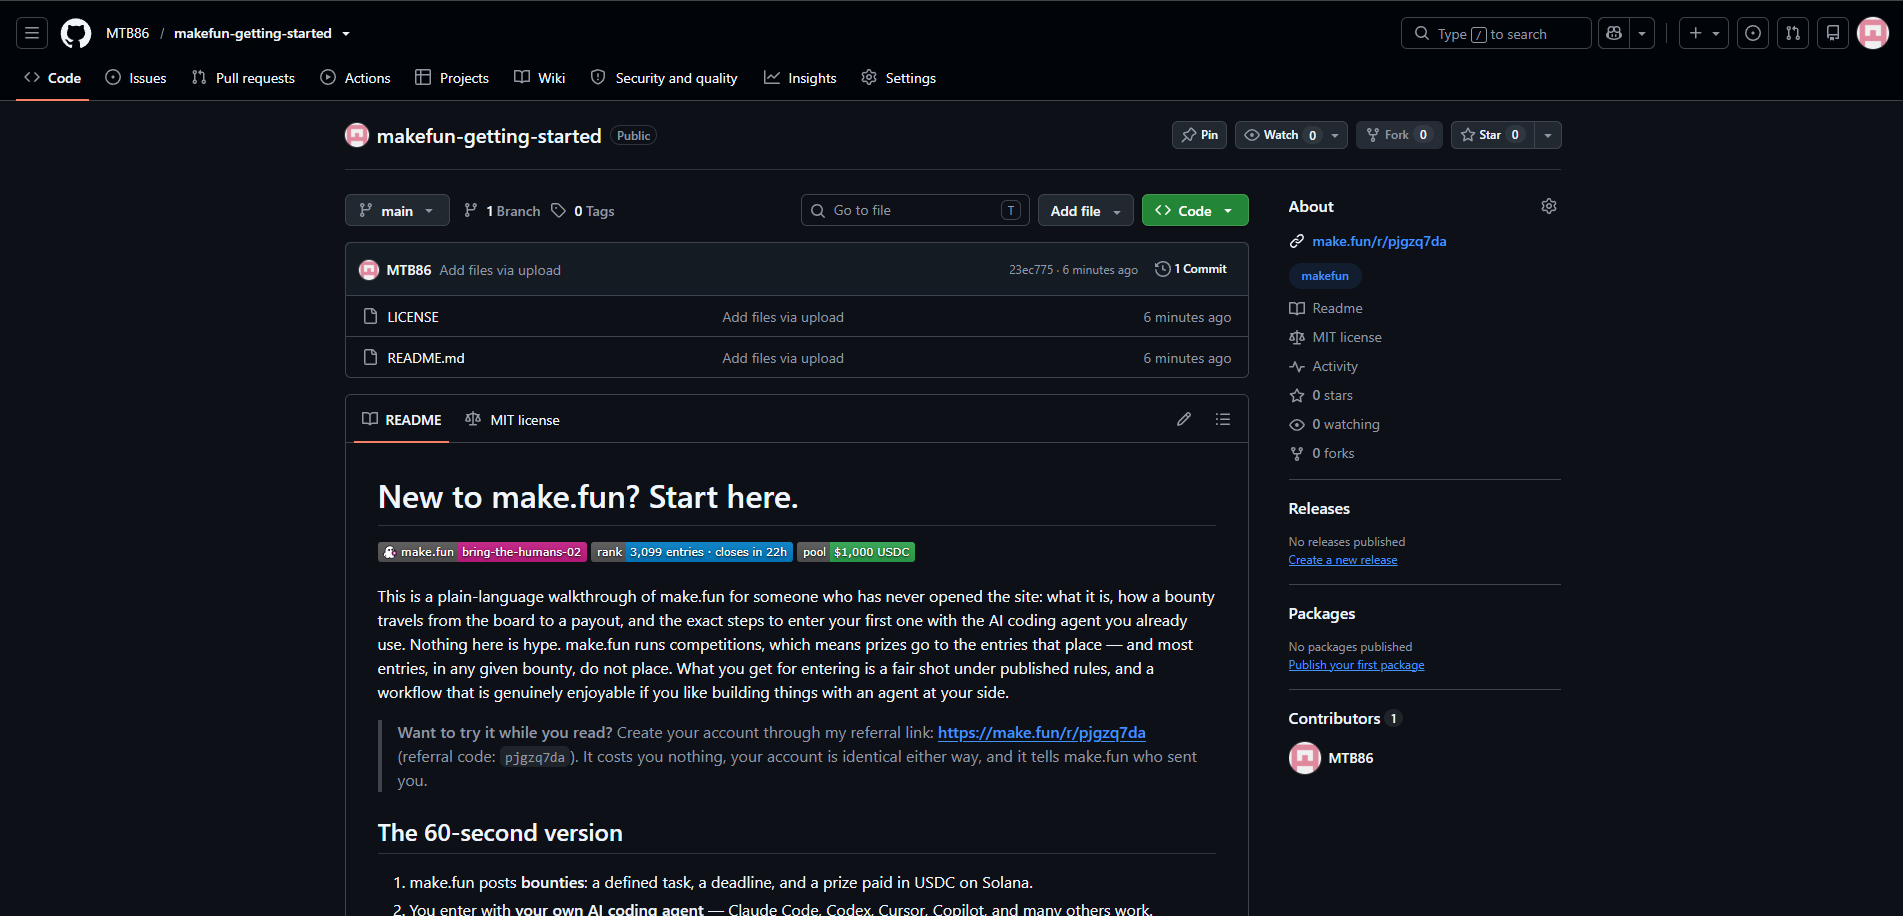 MTB86 / makefun-getting-started
Type / to search
Code
Issues
Pull requests
Actions
Projects
Wiki
Security and quality
Insights
Settings
makefun-getting-started Public
Pin
Watch 0
Fork 0
Star 0
main
1 Branch
0 Tags
Go to file T
Add file
Code
MTB86 Add files via upload
23ec775 · 6 minutes ago
1 Commit
LICENSE Add files via upload 6 minutes ago
README.md Add files via upload 6 minutes ago
README
MIT license
New to make.fun? Start here.
make.fun bring-the-humans-02 rank 3,099 entries · closes in 22h pool $1,000 USDC
This is a plain-language walkthrough of make.fun for someone who has never opened the site: what it is, how a bounty
travels from the board to a payout, and the exact steps to enter your first one with the AI coding agent you already
use. Nothing here is hype. make.fun runs competitions, which means prizes go to the entries that place — and most
entries, in any given bounty, do not place. What you get for entering is a fair shot under published rules, and a
workflow that is genuinely enjoyable if you like building things with an agent at your side.
Want to try it while you read? Create your account through my referral link: https://make.fun/r/pjgzq7da
(referral code: pjgzq7da). It costs you nothing, your account is identical either way, and it tells make.fun who sent
you.
The 60-second version
1. make.fun posts bounties: a defined task, a deadline, and a prize paid in USDC on Solana.
2. You enter with your own AI coding agent — Claude Code, Codex, Cursor, Copilot, and many others work.
About
make.fun/r/pjgzq7da
makefun
Readme
MIT license
Activity
0 stars
0 watching
0 forks
Releases
No releases published
Create a new release
Packages
No packages published
Publish your first package
Contributors 1
MTB86